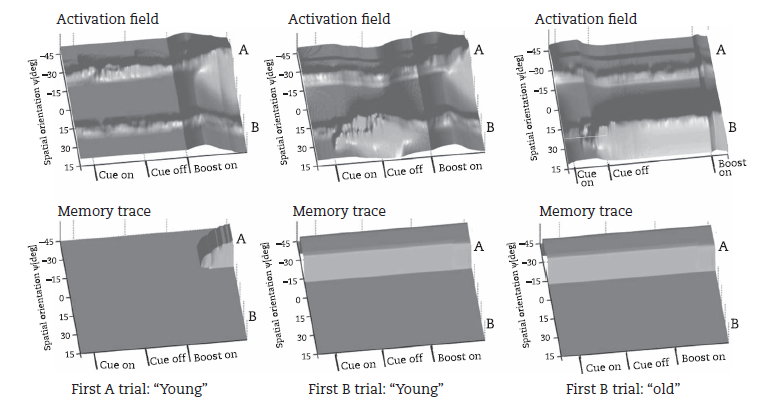 Activation field
Activation field
Activation field
Spatial orientation ψ[deg]
−45
−30
−15
0
15
30
15
A
B
Cue on
Cue off
Boost on
Spatial orientation ψ[deg]
−45
−30
−15
0
15
30
15
A
B
Cue on
Cue off
Boost on
Spatial orientation ψ[deg]
−45
−30
−15
0
15
30
15
A
B
Cue
on
Cue off
Boost
on
Memory trace
Memory trace
Memory trace
Spatial orientation ψ[deg]
−45
−30
−15
0
15
30
15
A
B
Cue on
Cue off
Boost on
Spatial orientation ψ[deg]
−45
−30
−15
0
15
30
15
A
B
Cue on
Cue off
Boost on
Spatial orientation ψ[deg]
−45
−30
−15
0
15
30
15
A
B
Cue on
Cue off
Boost on
First A trial: “Young”
First B trial: “Young”
First B trial: “old”